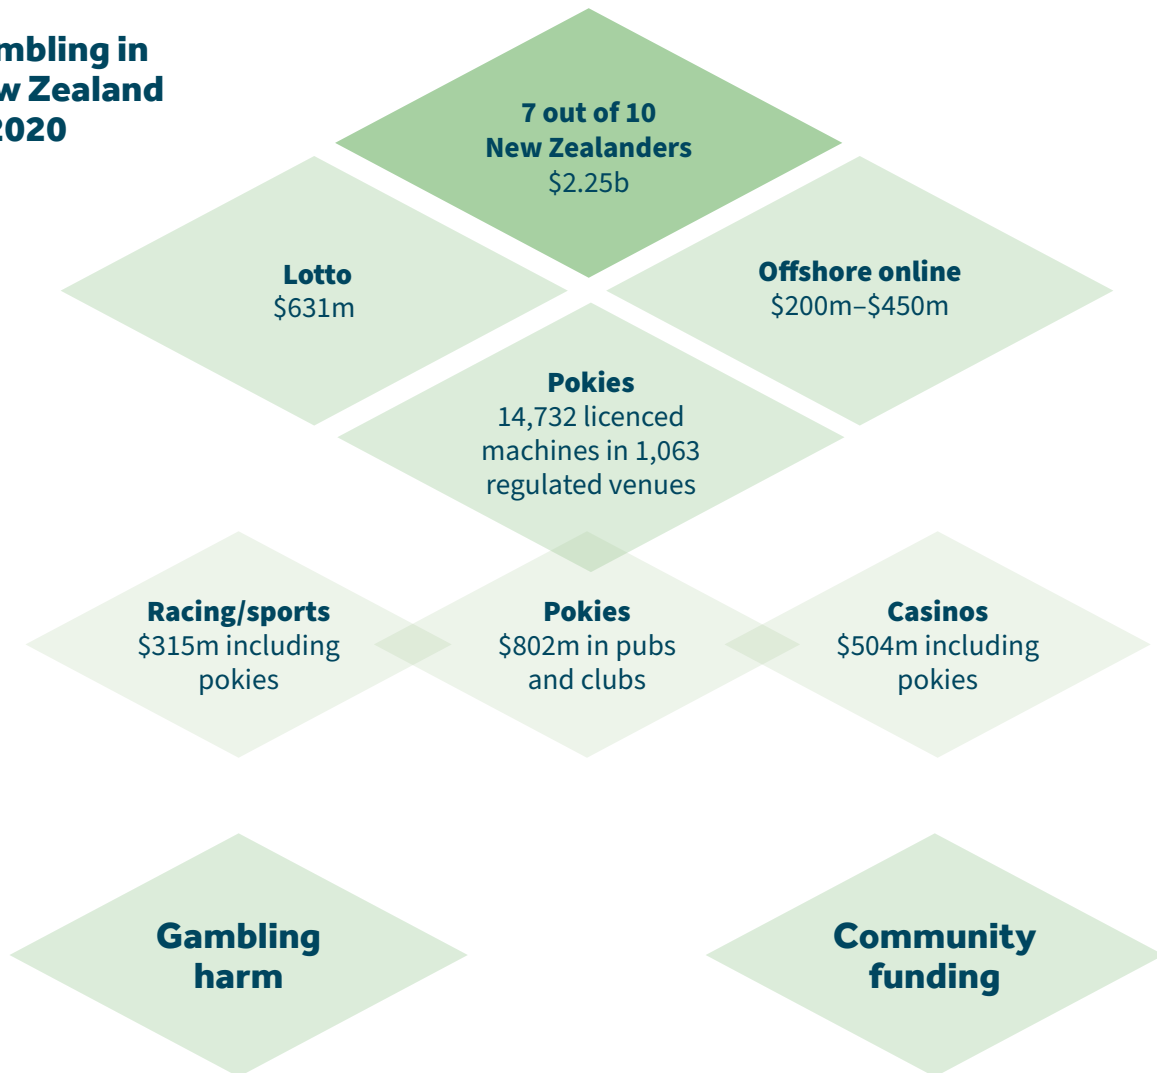 mbling in
w Zealand
2020
7 out of 10
New Zealanders
$2.25b
Lotto
$631m
Offshore online
$200m–$450m
Pokies
14,732 licenced
machines in 1,063
regulated venues
Racing/sports
$315m including
pokies
Pokies
$802m in pubs
and clubs
Casinos
$504m including
pokies
Gambling
harm
Community
funding